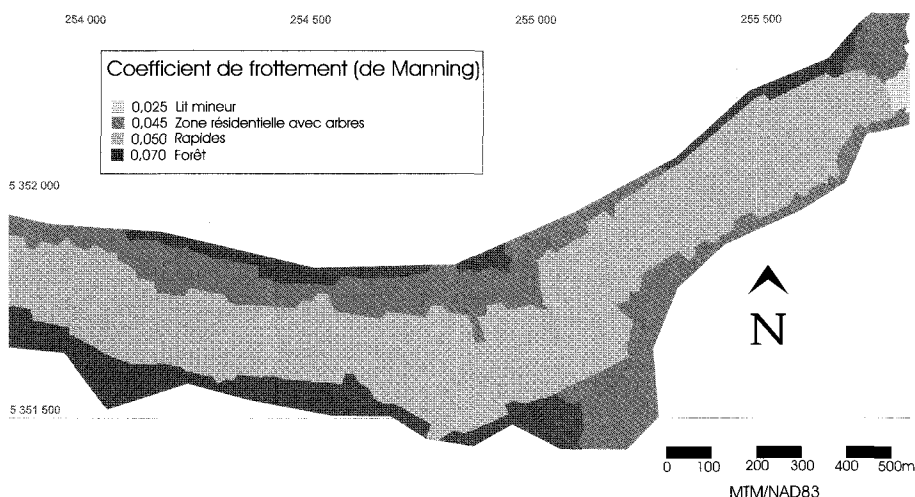 254 000 254 500 255 000 255 500
Coefficient de frottement (de Manning)
0,025 Lit mineur
0,045 Zone résidentielle avec arbres
0,050 Rapides
0,070 Forêt
5 352 000
N
5 351 500
0 100 200 300 400 500m
MTM/NAD83